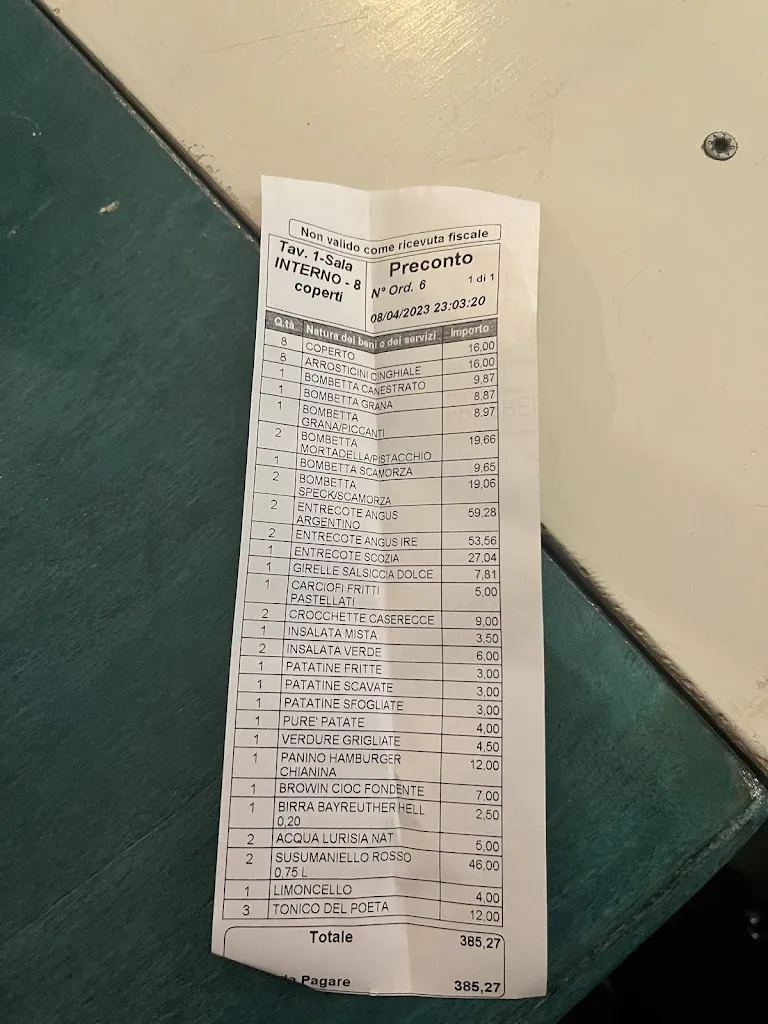 Non valido come ricevuta fiscale
Tav. 1-Sala
INTERNO - 8
coperti
Preconto
N° Ord. 6 1 di 1
08/04/2023 23:03:20
Q.tà Natura dei beni o dei servizi Importo
8 COPERTO 16,00
8 ARROSTICINI CINGHIALE 16,00
1 BOMBETTA CANESTRATO 9,87
1 BOMBETTA GRANA 8,87
1 BOMBETTA 8,97
GRANA/PICCANTI
2 BOMBETTA 19,66
MORTADELLA/PISTACCHIO
1 BOMBETTA SCAMORZA 9,65
2 BOMBETTA 19,06
SPECK/SCAMORZA
2 ENTRECOTE ANGUS 59,28
ARGENTINO
2 ENTRECOTE ANGUS IRE 53,56
1 ENTRECOTE SCOZIA 27,04
1 GIRELLE SALSICCIA DOLCE 7,81
1 CARCIOFI FRITTI 5,00
PASTELLATI
2 CROCCHETTE CASERECCE 9,00
1 INSALATA MISTA 3,50
2 INSALATA VERDE 6,00
1 PATATINE FRITTE 3,00
1 PATATINE SCAVATE 3,00
1 PATATINE SFOGLIATE 3,00
1 PURE' PATATE 4,00
1 VERDURE GRIGLIATE 4,50
1 PANINO HAMBURGER 12,00
CHIANINA
1 BROWIN CIOC FONDENTE 7,00
1 BIRRA BAYREUTHER HELL 2,50
0,20
2 ACQUA LURISIA NAT 5,00
2 SUSUMANIELLO ROSSO 46,00
0,75 L
1 LIMONCELLO 4,00
3 TONICO DEL POETA 12,00
Totale 385,27
Pagare 385,27